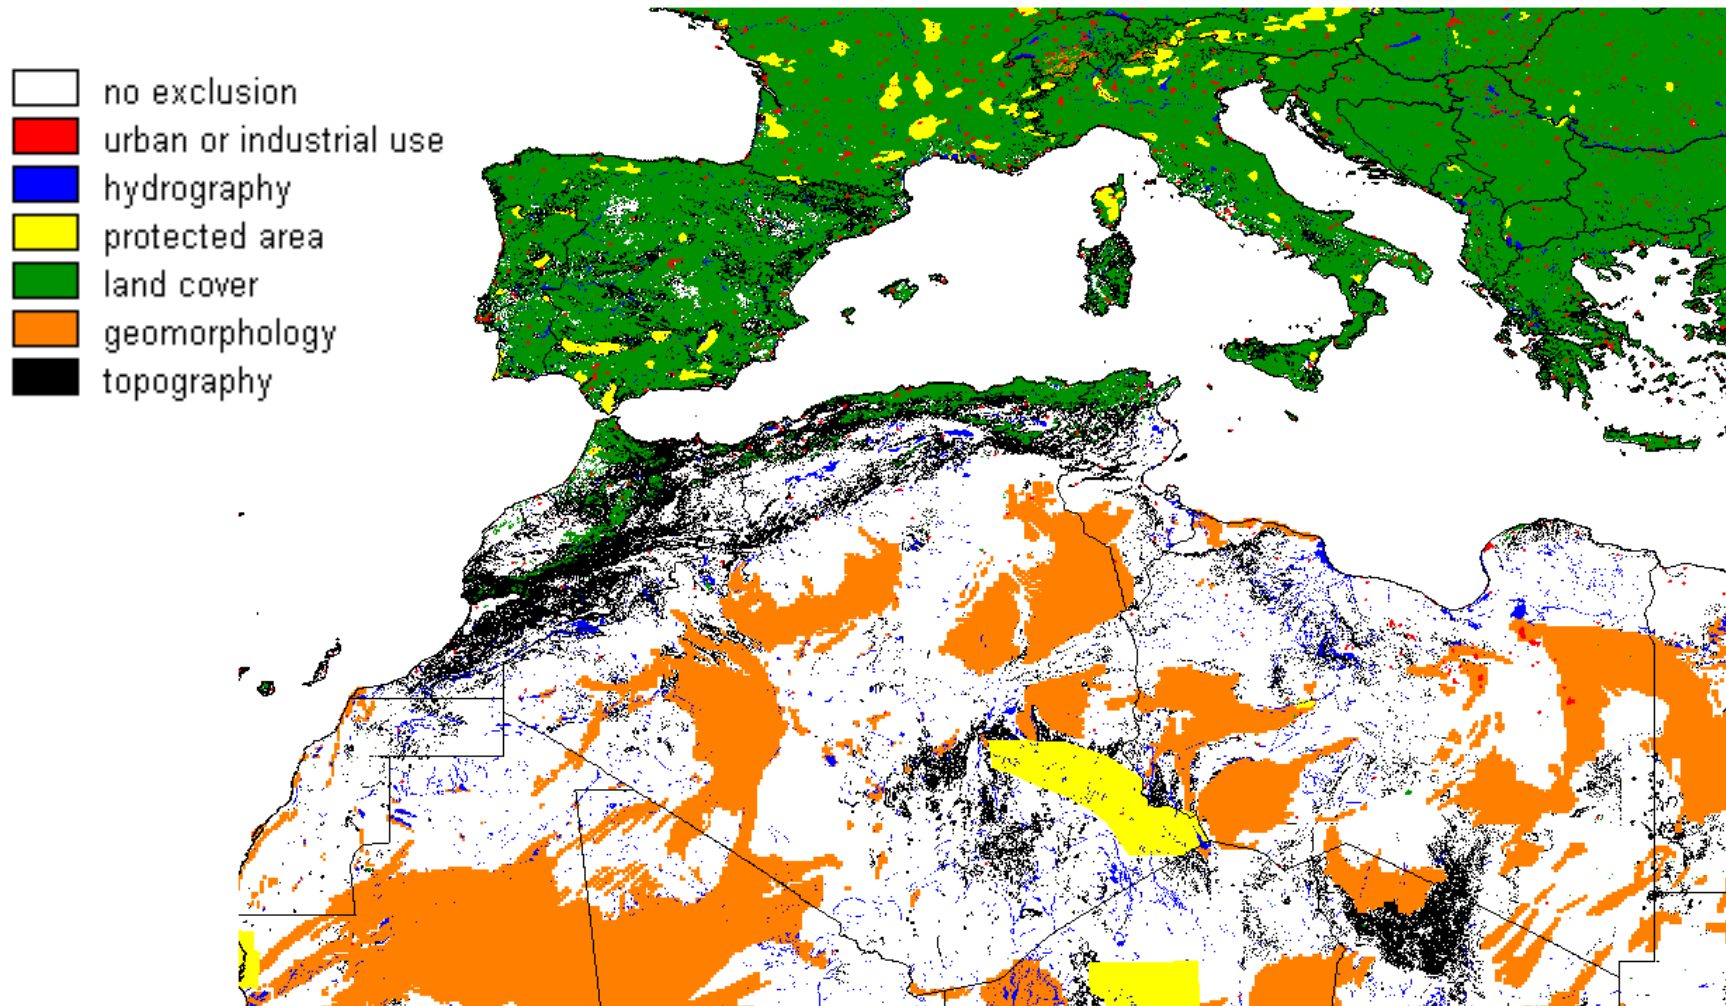 no exclusion
urban or industrial use
hydrography
protected area
land cover
geomorphology
topography